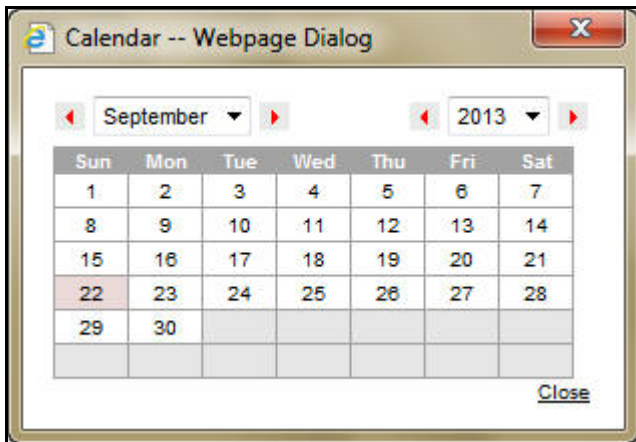 Calendar -- Webpage Dialog
September 2013
Sun Mon Tue Wed Thu Fri Sat
1 2 3 4 5 6 7
8 9 10 11 12 13 14
15 16 17 18 19 20 21
22 23 24 25 26 27 28
29 30
Close